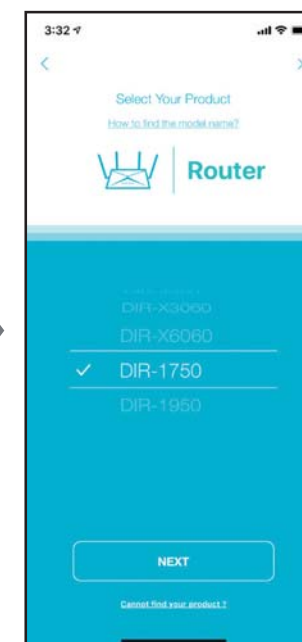 3:32
Select Your Product
How to find the model name?
Router
DIR-X3060
DIR-X6060
DIR-1750
DIR-1950
NEXT
Cannot find your product ?